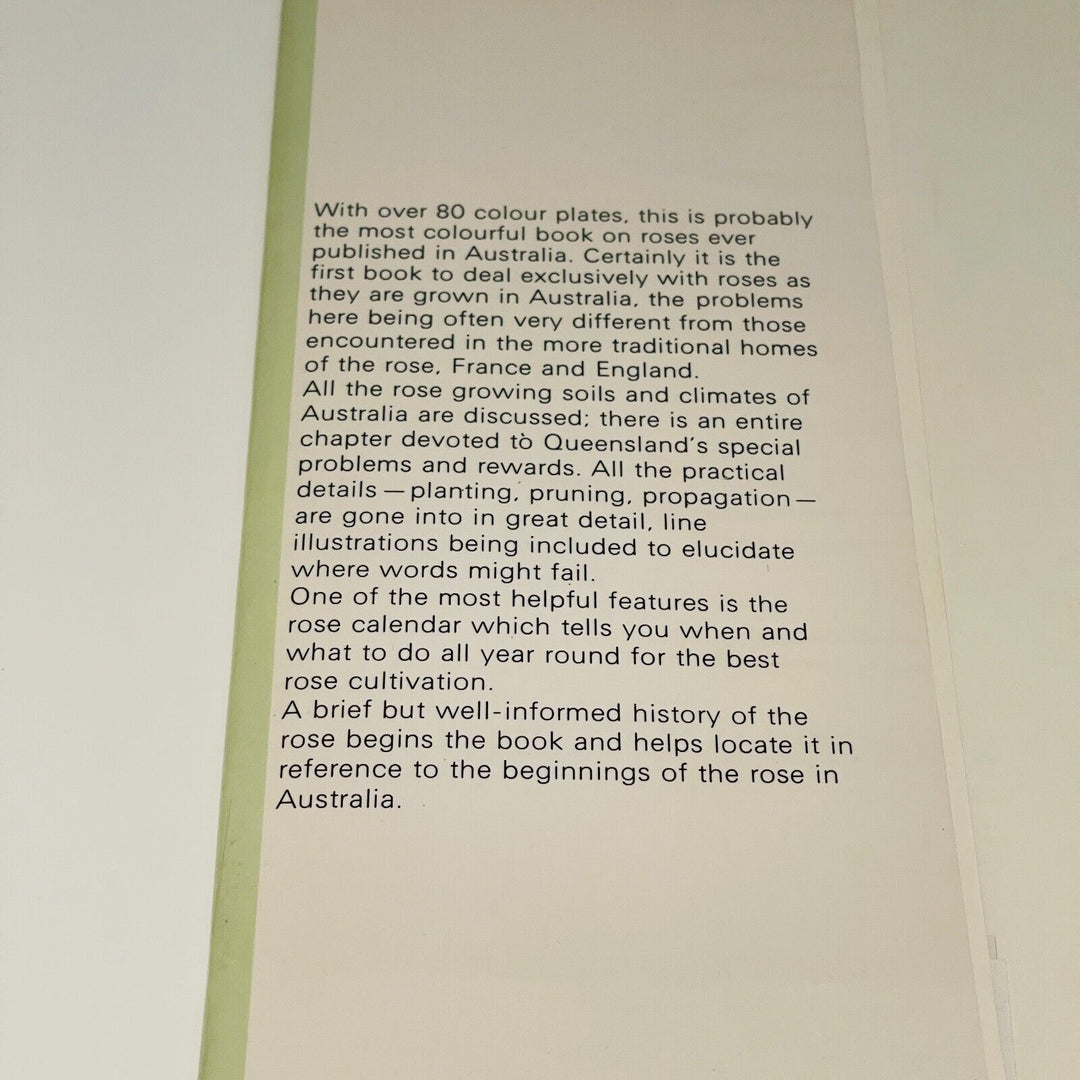 With over 80 colour plates, this is probably
the most colourful book on roses ever
published in Australia. Certainly it is the
first book to deal exclusively with roses as
they are grown in Australia, the problems
here being often very different from those
encountered in the more traditional homes
of the rose, France and England.
All the rose growing soils and climates of
Australia are discussed; there is an entire
chapter devoted to Queensland's special
problems and rewards. All the practical
details — planting, pruning, propagation —
are gone into in great detail, line
illustrations being included to elucidate
where words might fail.
One of the most helpful features is the
rose calendar which tells you when and
what to do all year round for the best
rose cultivation.
A brief but well-informed history of the
rose begins the book and helps locate it in
reference to the beginnings of the rose in
Australia.